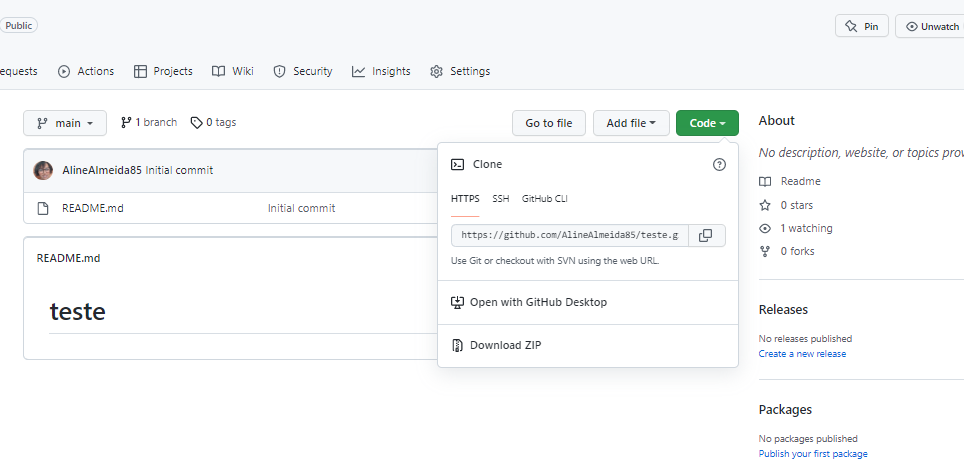 Public
Pin
Unwatch
equests
Actions
Projects
Wiki
Security
Insights
Settings
main
1 branch
0 tags
Go to file
Add file
Code
AlineAlmeida85 Initial commit
README.md
Initial commit
README.md
teste
Clone
HTTPS
SSH
GitHub CLI
https://github.com/AlineAlmeida85/teste.g
Use Git or checkout with SVN using the web URL.
Open with GitHub Desktop
Download ZIP
About
No description, website, or topics prov
Readme
0 stars
1 watching
0 forks
Releases
No releases published
Create a new release
Packages
No packages published
Publish your first package